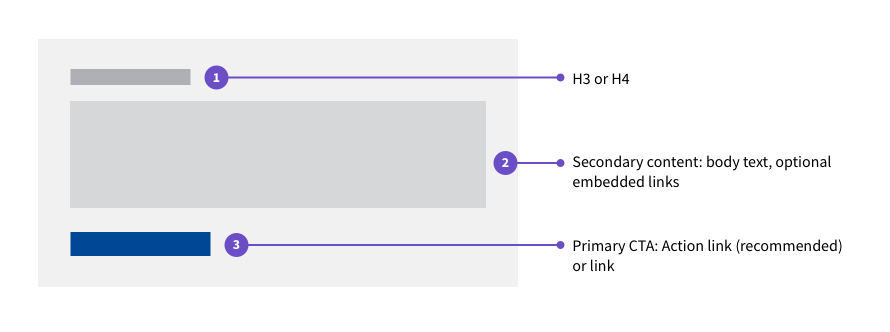 1
H3 or H4
2
Secondary content: body text, optional
embedded links
3
Primary CTA: Action link (recommended)
or link